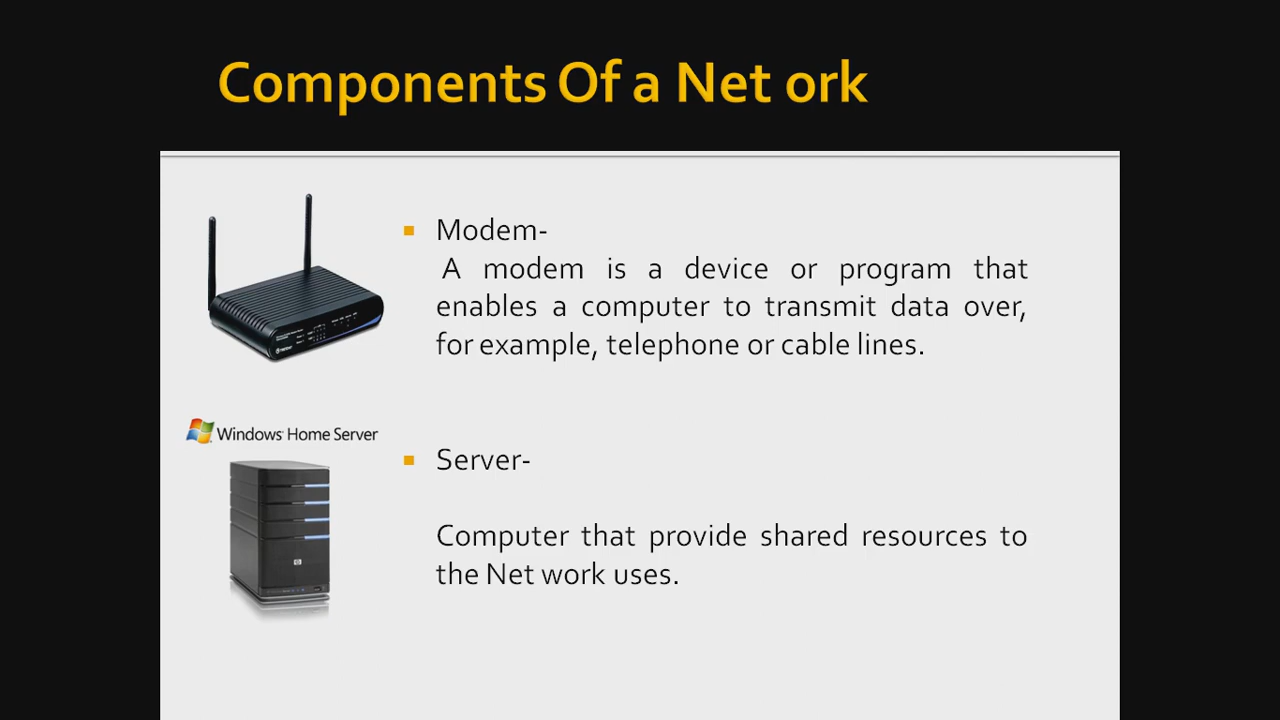 Components Of a Net ork
Modem-
A modem is a device or program that
enables a computer to transmit data over,
for example, telephone or cable lines.
Windows Home Server
Server-
Computer that provide shared resources to
the Net work uses.